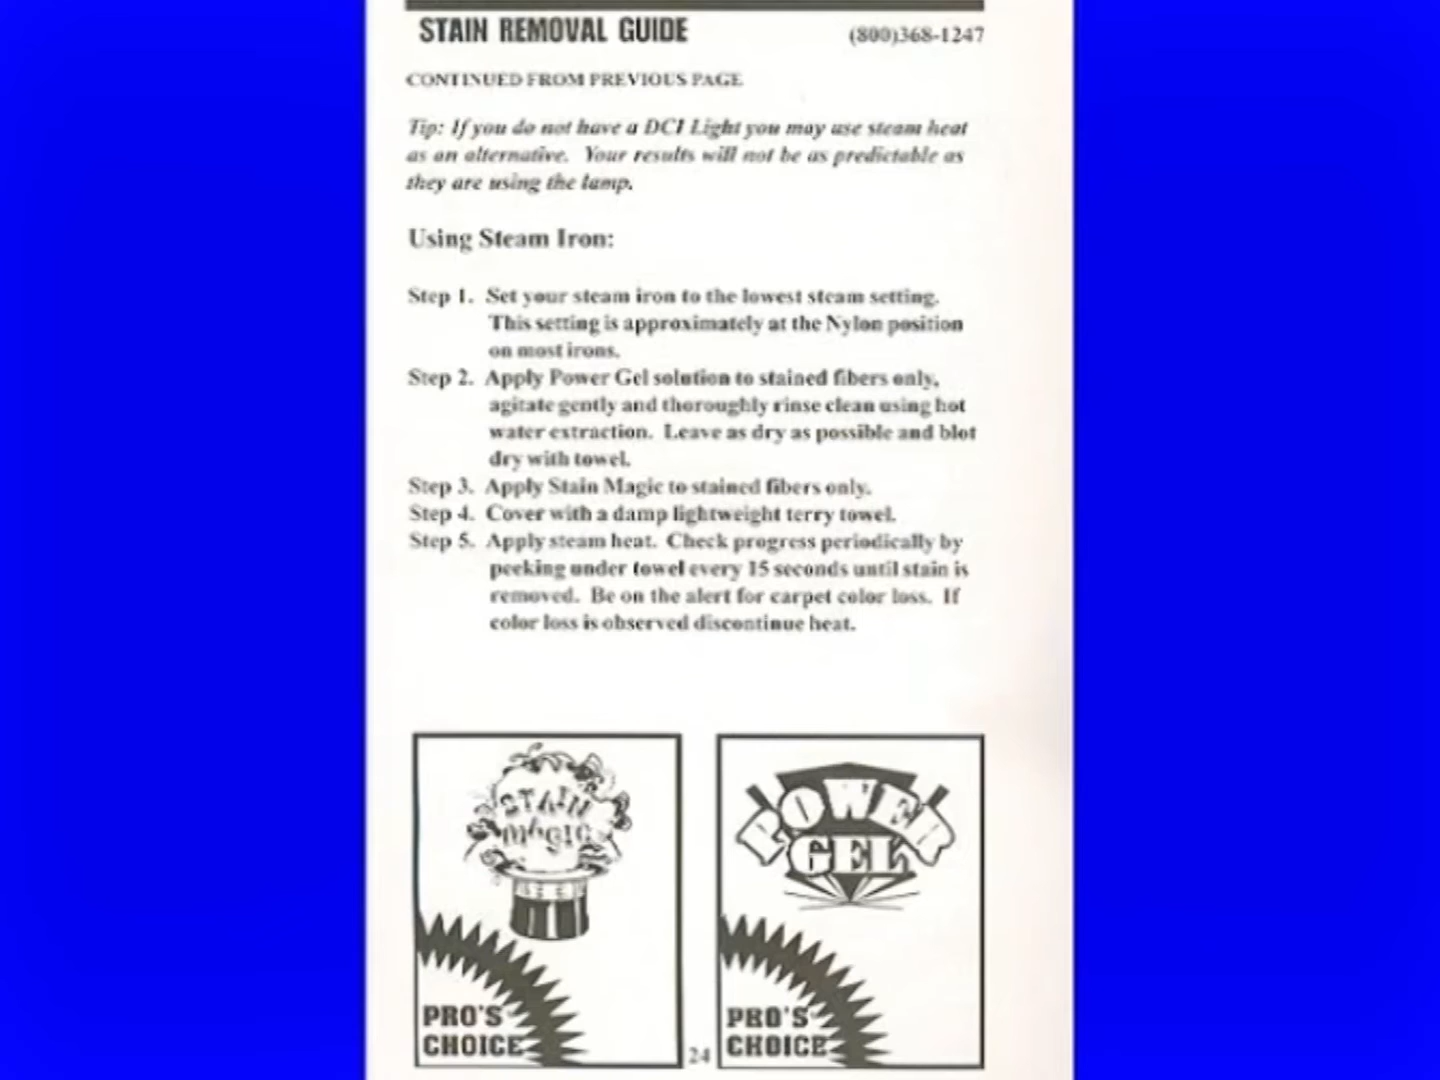 STAIN REMOVAL GUIDE (800)368-1247
CONTINUED FROM PREVIOUS PAGE
Tip: If you do not have a DCI Light you may use steam heat
as an alternative. Your results will not be as predictable as
they are using the lamp.
Using Steam Iron:
Step 1. Set your steam iron to the lowest steam setting.
This setting is approximately at the Nylon position
on most irons.
Step 2. Apply Power Gel solution to stained fibers only,
agitate gently and thoroughly rinse clean using hot
water extraction. Leave as dry as possible and blot
dry with towel.
Step 3. Apply Stain Magic to stained fibers only.
Step 4. Cover with a damp lightweight terry towel.
Step 5. Apply steam heat. Check progress periodically by
peeking under towel every 15 seconds until stain is
removed. Be on the alert for carpet color loss. If
color loss is observed discontinue heat.
STAIN
MAGIC
POWER
GEL
PRO'S
CHOICE
PRO'S
CHOICE
24